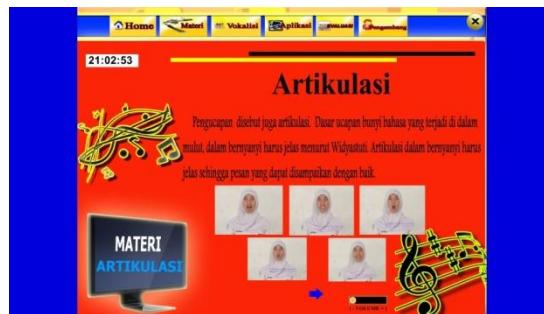 Home Materi Vokalisi Aplikasi EVALUASI Pengembang
21:02:53
Artikulasi
Pengucapan disebut juga artikulasi. Dasar ucapan bunyi bahasa yang terjadi di dalam
mulut, dalam bernyanyi harus jelas menurut Widyastuti. Artikulasi dalam bernyanyi harus
jelas sehingga pesan yang dapat disampaikan dengan baik.
MATERI
ARTIKULASI
( - VOLUME + )